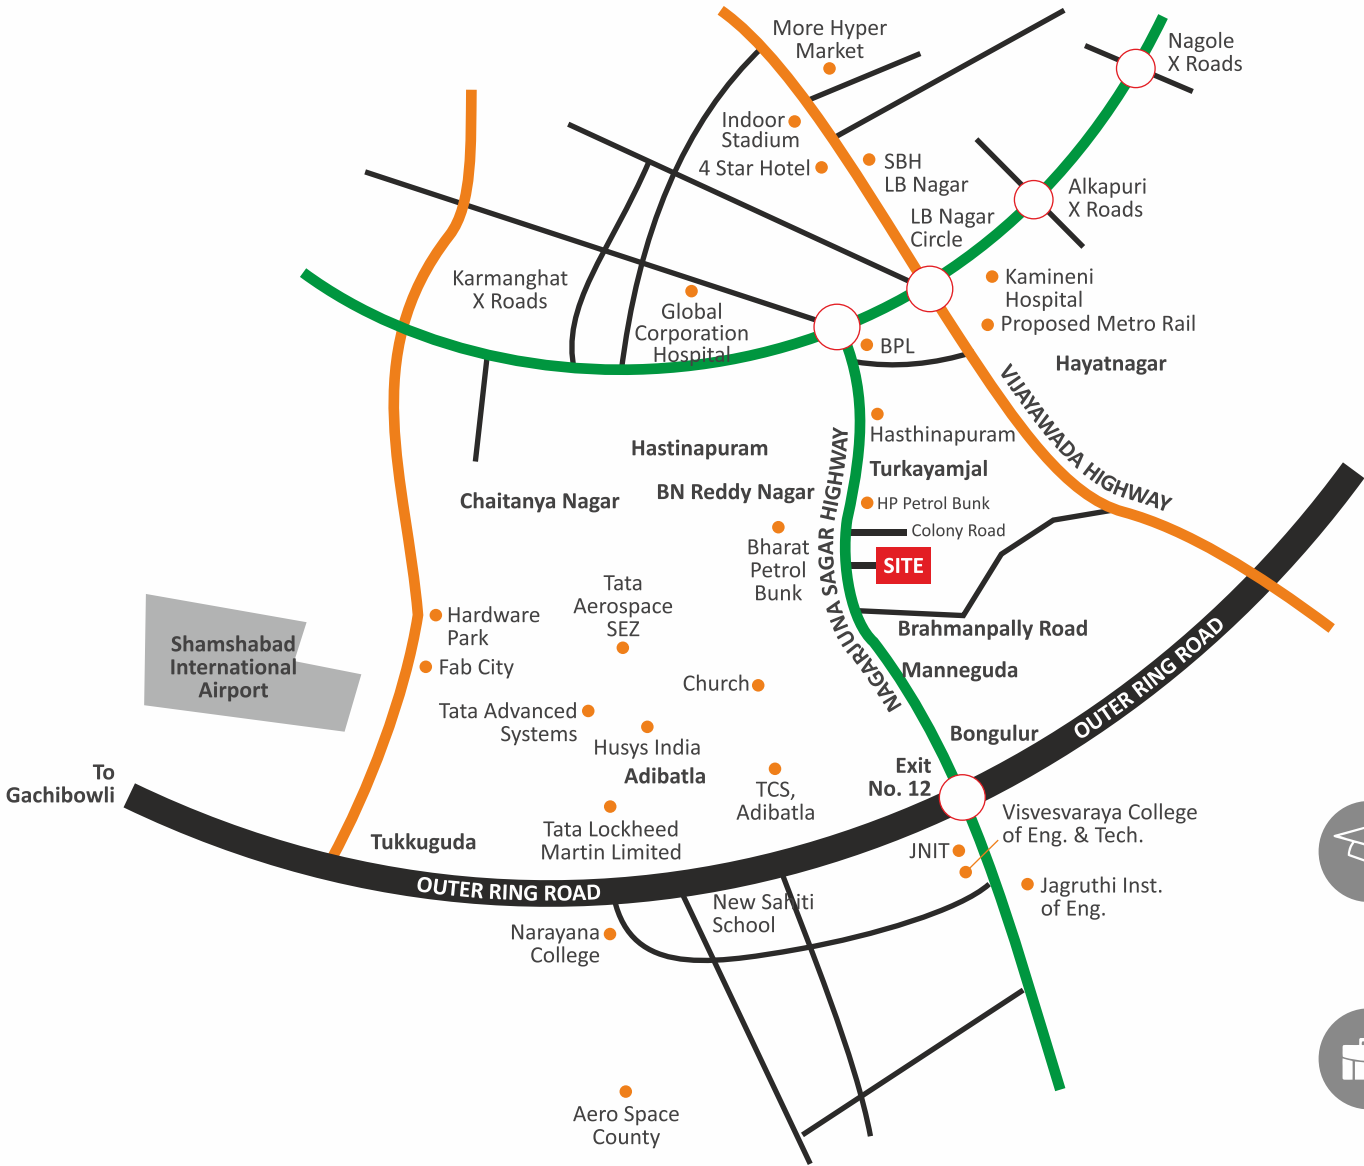 More Hyper
Market
Nagole
X Roads
Indoor
Stadium
4 Star Hotel
SBH
LB Nagar
Alkapuri
X Roads
LB Nagar
Circle
Karmanghat
X Roads
Kamineni
Hospital
Global
Corporation
Hospital
Proposed Metro Rail
BPL
Hayatnagar
VIJAYAWADA HIGHWAY
Hasthinapuram
Hastinapuram
Turkayamjal
Chaitanya Nagar
BN Reddy Nagar
NAGARJUNA SAGAR HIGHWAY
HP Petrol Bunk
Colony Road
Bharat
Petrol
Bunk
SITE
Tata
Aerospace
SEZ
Hardware
Park
Shamshabad
International
Airport
Fab City
Brahmanpally Road
Manneguda
Church
OUTER RING ROAD
Tata Advanced
Systems
Husys India
Adibatla
Bongulur
Exit
No. 12
To
Gachibowli
TCS,
Adibatla
Tukkuguda
Tata Lockheed
Martin Limited
Visvesvaraya College
of Eng. & Tech.
JNIT
OUTER RING ROAD
Jagruthi Inst.
of Eng.
New Sahiti
School
Narayana
College
Aero Space
County